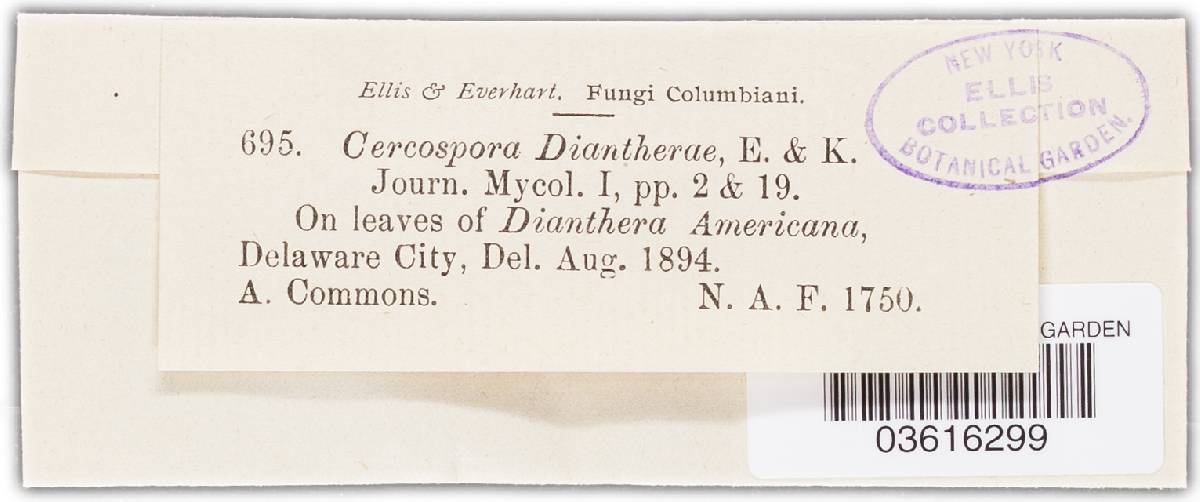 Ellis & Everhart. Fungi Columbiani.
695. Cercospora Diantherae, E. & K.
Journ. Mycol. I, pp. 2 & 19.
On leaves of Dianthera Americana,
Delaware City, Del. Aug. 1894.
A. Commons. N. A. F. 1750.
NEW YORK
ELLIS
COLLECTION
BOTANICAL GARDEN.
GARDEN
03616299